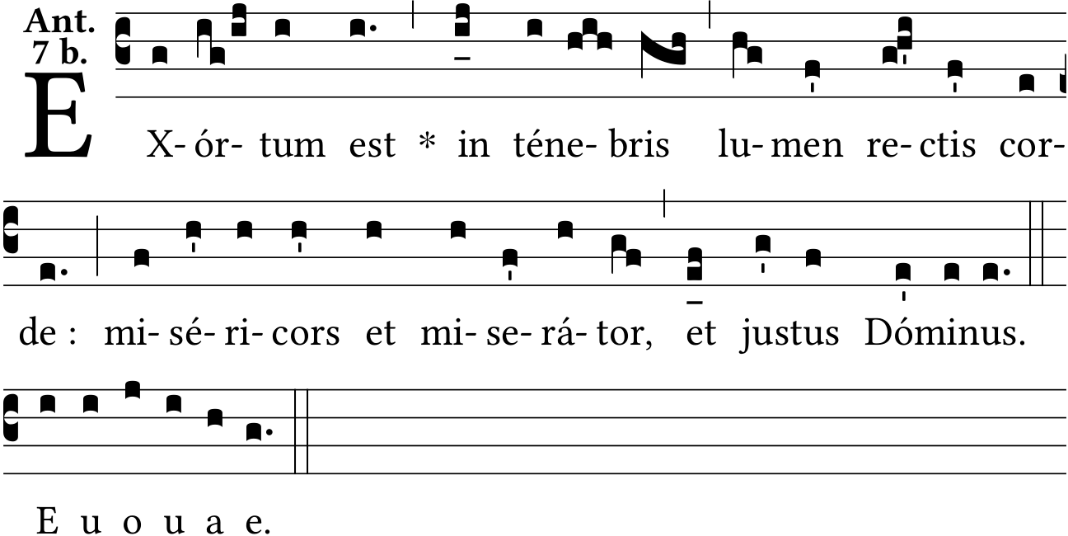 Ant.
7 b.
EX-ór-tum est * in téne-bris lu-men re-ctis cor-
de : mi-sé-ri-cors et mi-se-rá-tor, et justus Dóminus.
E u o u a e.